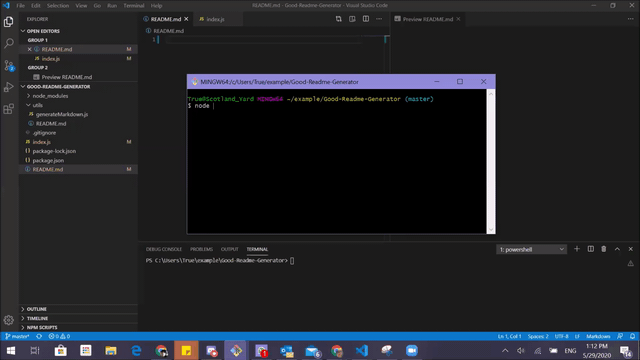 File Edit Selection View Go Run Terminal Help
README.md - Good-Readme-Generator - Visual Studio Code
EXPLORER
OPEN EDITORS
GROUP 1
README.md M
index.js M
GROUP 2
Preview README.md
GOOD-README-GENERATOR
node_modules
utils
generateMarkdown.js
README.md
.gitignore
index.js M
package-lock.json
package.json
README.md M
README.md
index.js
README.md
1
Preview README.md
MINGW64:/c/Users/True/example/Good-Readme-Generator
True@Scotland_Yard MINGW64 ~/example/Good-Readme-Generator (master)
$ node
DEBUG CONSOLE PROBLEMS OUTPUT TERMINAL
1: powershell
PS C:\Users\True\example\Good-Readme-Generator>
OUTLINE
TIMELINE
NPM SCRIPTS
master* 0 0
Ln 1, Col 1 Spaces: 2 UTF-8 LF Markdown
ENG
1:12 PM
5/29/2020